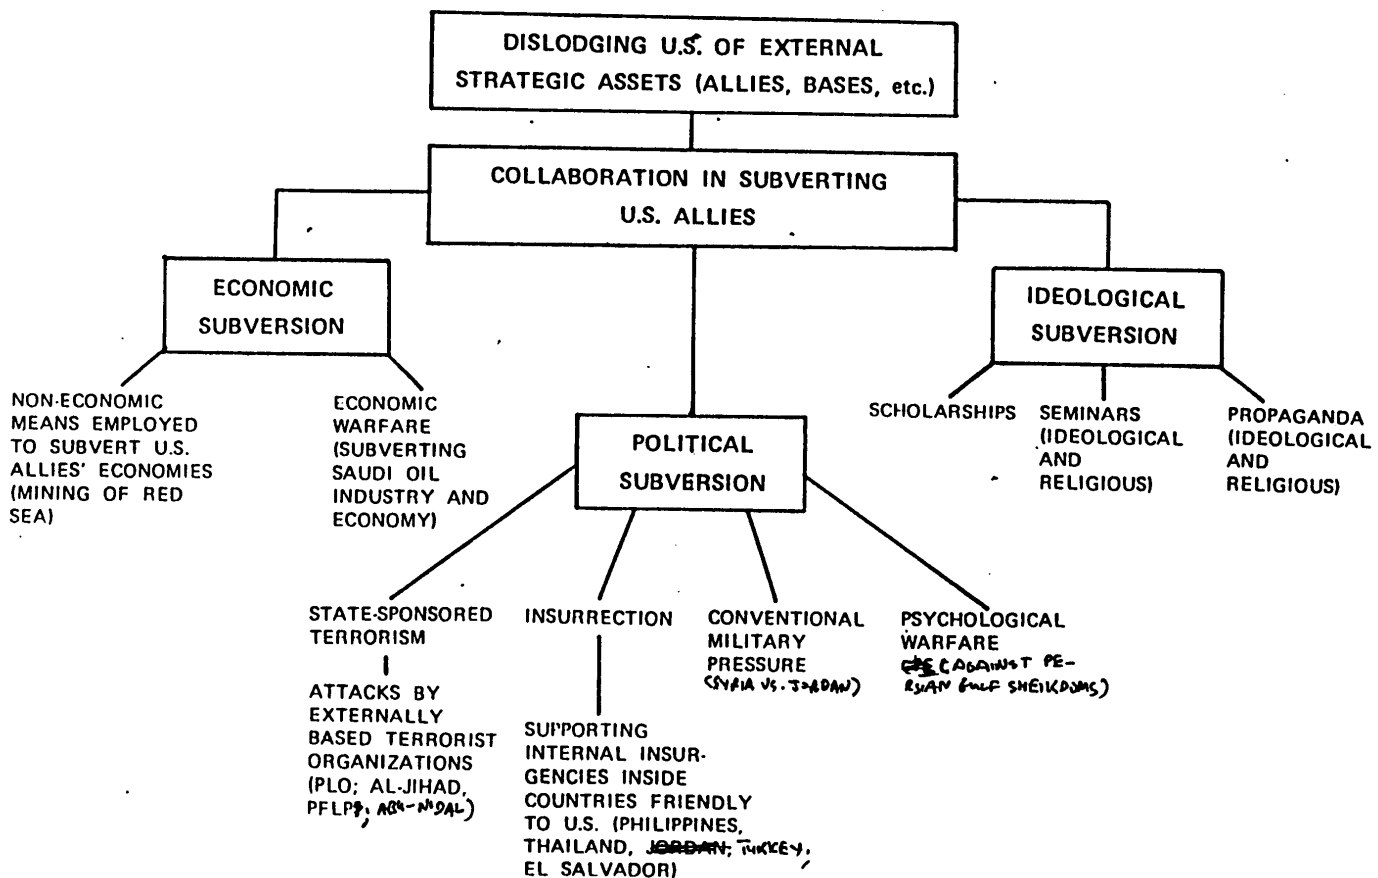 DISLODGING U.S. OF EXTERNAL
STRATEGIC ASSETS (ALLIES, BASES, etc.)
COLLABORATION IN SUBVERTING
U.S. ALLIES
ECONOMIC
SUBVERSION
IDEOLOGICAL
SUBVERSION
NON-ECONOMIC
MEANS EMPLOYED
TO SUBVERT U.S.
ALLIES' ECONOMIES
(MINING OF RED
SEA)
ECONOMIC
WARFARE
(SUBVERTING
SAUDI OIL
INDUSTRY AND
ECONOMY)
SCHOLARSHIPS
SEMINARS
(IDEOLOGICAL
AND
RELIGIOUS)
PROPAGANDA
(IDEOLOGICAL
AND
RELIGIOUS)
POLITICAL
SUBVERSION
STATE-SPONSORED
TERRORISM
ATTACKS BY
EXTERNALLY
BASED TERRORIST
ORGANIZATIONS
(PLO; AL-JIHAD,
PFLP; ABU-NIDAL)
INSURRECTION
SUPPORTING
INTERNAL INSUR-
GENCIES INSIDE
COUNTRIES FRIENDLY
TO U.S. (PHILIPPINES,
THAILAND, JORDAN, TURKEY,
EL SALVADOR)
CONVENTIONAL
MILITARY
PRESSURE
(SYRIA VS. JORDAN)
PSYCHOLOGICAL
WARFARE
(AGAINST PE-
RSIAN GULF SHEIKDOMS)